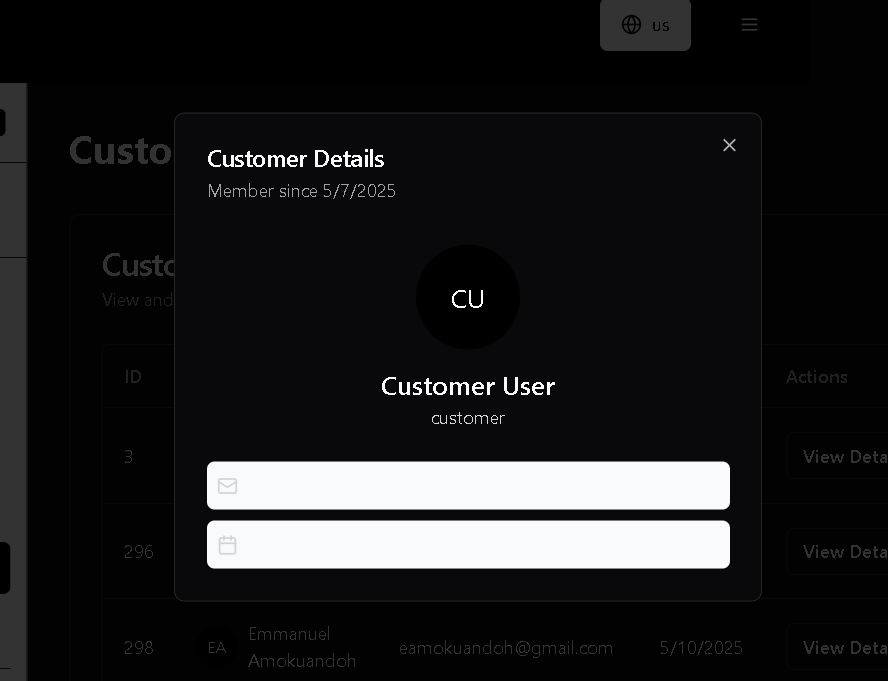 us
Custo
Customer Details
Member since 5/7/2025
Custo
View and
CU
Customer User
customer
ID
Actions
3
View Deta
296
View Deta
298
EA
Emmanuel
Amokuandoh
eamokuandoh@gmail.com
5/10/2025
View Deta